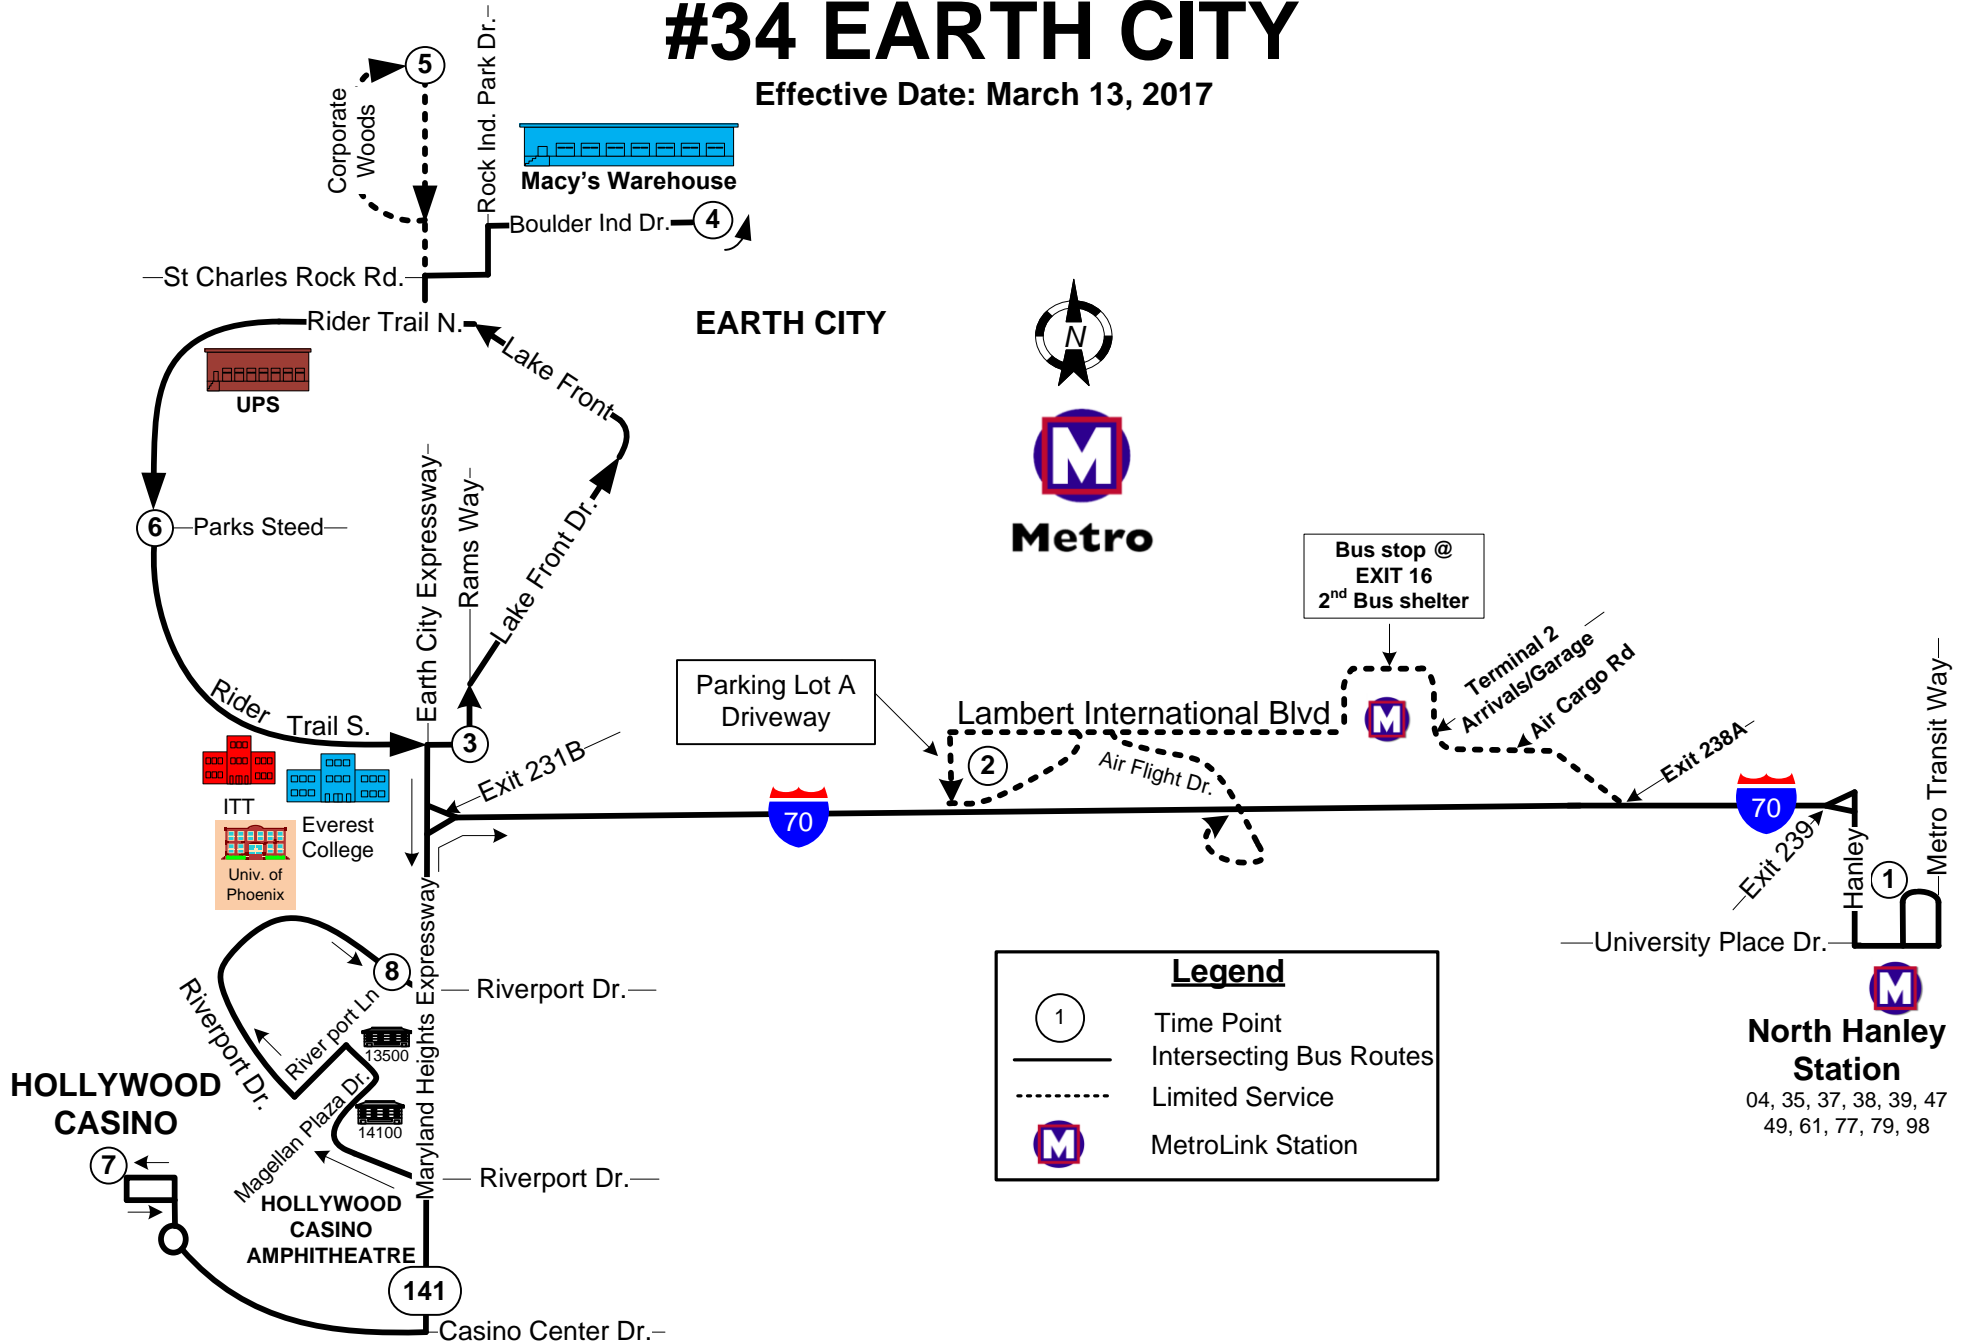 #34 EARTH CITY
Effective Date: March 13, 2017
5
Corporate
Woods
Rock Ind. Park Dr.
Macy's Warehouse
Boulder Ind Dr.
4
St Charles Rock Rd.
Rider Trail N.
EARTH CITY
N
Lake Front
UPS
M
Metro
Earth City Expressway
Rams Way
Lake Front Dr.
6
Parks Steed
Bus stop @
EXIT 16
2nd Bus shelter
Terminal 2
Arrivals/Garage
Air Cargo Rd
Metro Transit Way
Parking Lot A
Driveway
Lambert International Blvd
M
Rider
Trail S.
3
Exit 231B
2
Air Flight Dr.
Exit 238A
70
70
ITT
Everest
College
Univ. of
Phoenix
Exit 239
Hanley
1
University Place Dr.
M
North Hanley
Station
04, 35, 37, 38, 39, 47
49, 61, 77, 79, 98
Maryland Heights Expressway
8
Riverport Dr.
Riverport Dr.
River port Ln
13500
Magellan Plaza Dr.
14100
Riverport Dr.
HOLLYWOOD
CASINO
7
HOLLYWOOD
CASINO
AMPHITHEATRE
141
Casino Center Dr.
Legend
1
Time Point
Intersecting Bus Routes
Limited Service
M
MetroLink Station